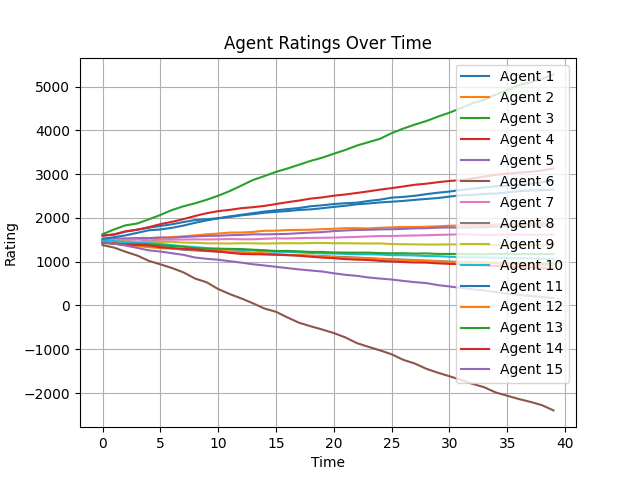 Agent Ratings Over Time
Rating
5000
4000
3000
2000
1000
0
−1000
−2000
0 5 10 15 20 25 30 35 40
Time
Agent 1
Agent 2
Agent 3
Agent 4
Agent 5
Agent 6
Agent 7
Agent 8
Agent 9
Agent 10
Agent 11
Agent 12
Agent 13
Agent 14
Agent 15